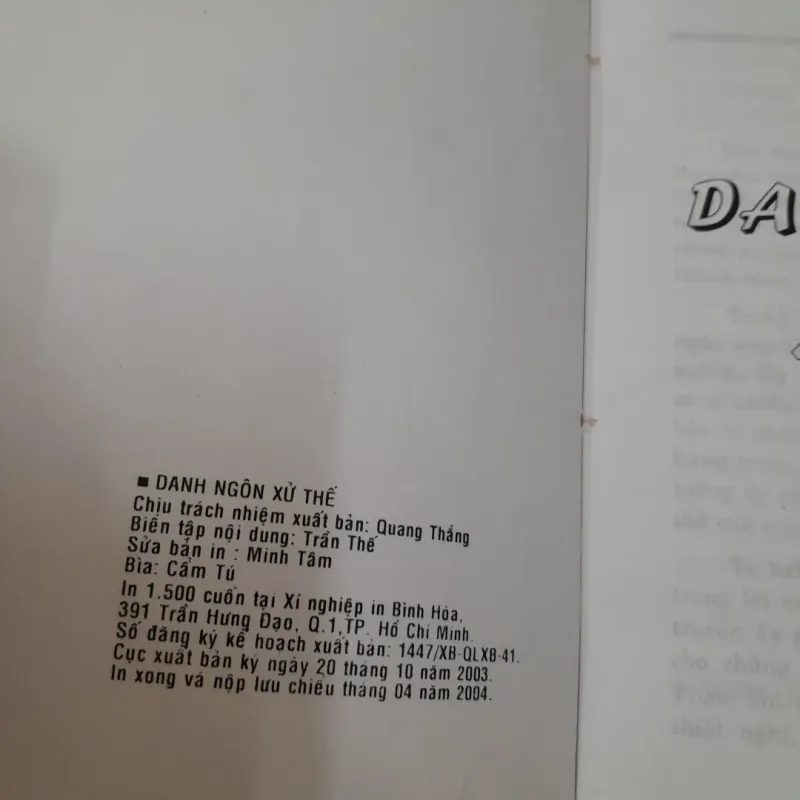 ■ DANH NGÔN XỬ THẾ
Chịu trách nhiệm xuất bản: Quang Thắng
Biên tập nội dung: Trần Thế
Sửa bản in : Minh Tâm
Bìa: Cẩm Tú
In 1.500 cuốn tại Xí nghiệp in Bình Hòa,
391 Trần Hưng Đạo, Q.1,TP. Hồ Chí Minh.
Số đăng ký kế hoạch xuất bản: 1447/XB-QLXB-41.
Cục xuất bản ký ngày 20 tháng 10 năm 2003.
In xong và nộp lưu chiểu tháng 04 năm 2004.
DA